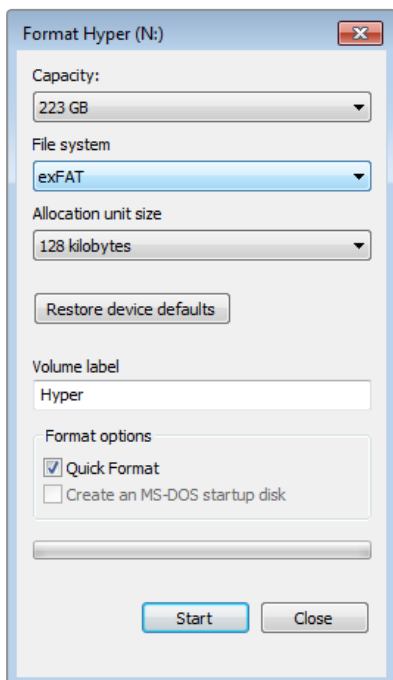 Format Hyper (N:)
Capacity:
223 GB
File system
exFAT
Allocation unit size
128 kilobytes
Restore device defaults
Volume label
Hyper
Format options
Quick Format
Create an MS-DOS startup disk
Start Close